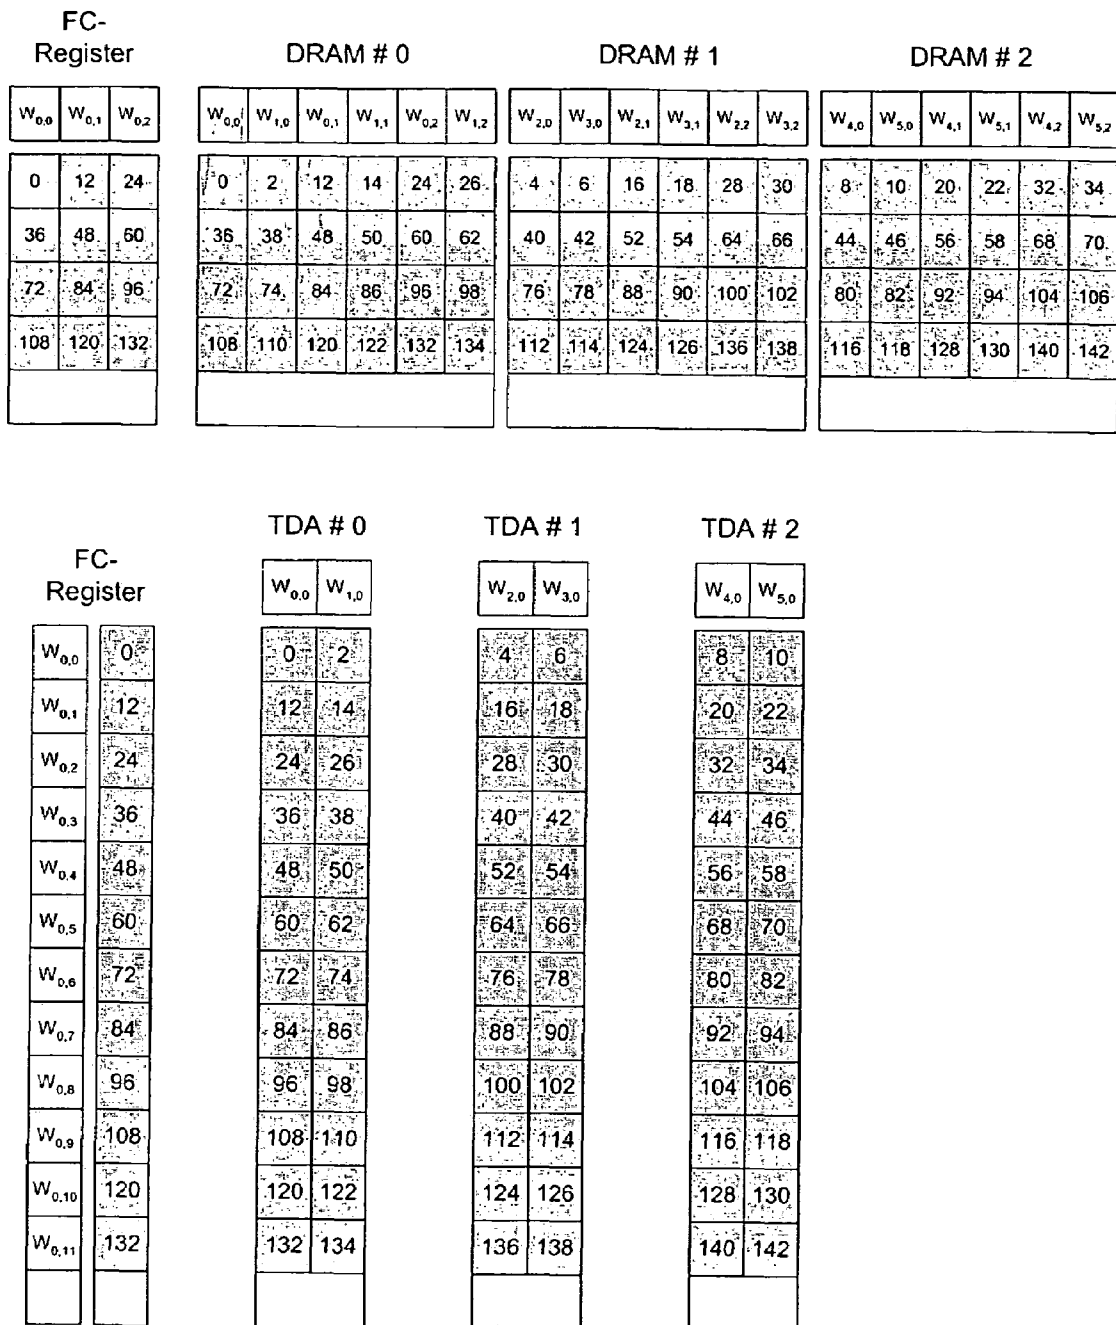 FC-
Register
DRAM # 0
DRAM # 1
DRAM # 2
W0,0 W0,1 W0,2 W0,0 W1,0 W0,1 W1,1 W0,2 W1,2 W2,0 W3,0 W2,1 W3,1 W2,2 W3,2 W4,0 W5,0 W4,1 W5,1 W4,2 W5,2
0 12 24 0 2 12 14 24 26 4 6 16 18 28 30 8 10 20 22 32 34
36 48 60 36 38 48 50 60 62 40 42 52 54 64 66 44 46 56 58 68 70
72 84 96 72 74 84 86 96 98 76 78 88 90 100 102 80 82 92 94 104 106
108 120 132 108 110 120 122 132 134 112 114 124 126 136 138 116 118 128 130 140 142
TDA # 0
TDA # 1
TDA # 2
FC-
Register
W0,0 W1,0 W2,0 W3,0 W4,0 W5,0
W0,0 0 0 2 4 6 8 10
W0,1 12 12 14 16 18 20 22
W0,2 24 24 26 28 30 32 34
W0,3 36 36 38 40 42 44 46
W0,4 48 48 50 52 54 56 58
W0,5 60 60 62 64 66 68 70
W0,6 72 72 74 76 78 80 82
W0,7 84 84 86 88 90 92 94
W0,8 96 96 98 100 102 104 106
W0,9 108 108 110 112 114 116 118
W0,10 120 120 122 124 126 128 130
W0,11 132 132 134 136 138 140 142